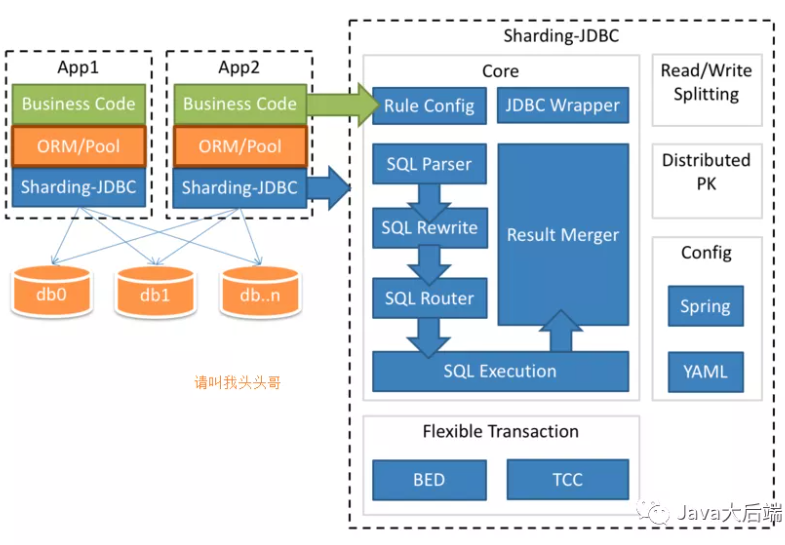 App1
Business Code
ORM/Pool
Sharding-JDBC
App2
Business Code
ORM/Pool
Sharding-JDBC
db0
db1
db..n
请叫我头头哥
Sharding-JDBC
Core
Rule Config
JDBC Wrapper
SQL Parser
SQL Rewrite
SQL Router
Result Merger
SQL Execution
Read/Write
Splitting
Distributed
PK
Config
Spring
YAML
Flexible Transaction
BED
TCC
Java大后端